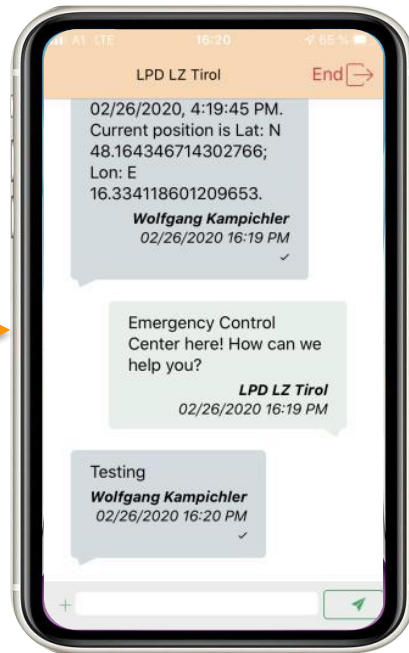 A1 LTE 16:20 65 %
LPD LZ Tirol End
02/26/2020, 4:19:45 PM.
Current position is Lat: N
48.164346714302766;
Lon: E
16.334118601209653.
Wolfgang Kampichler
02/26/2020 16:19 PM
Emergency Control
Center here! How can we
help you?
LPD LZ Tirol
02/26/2020 16:19 PM
Testing
Wolfgang Kampichler
02/26/2020 16:20 PM
+